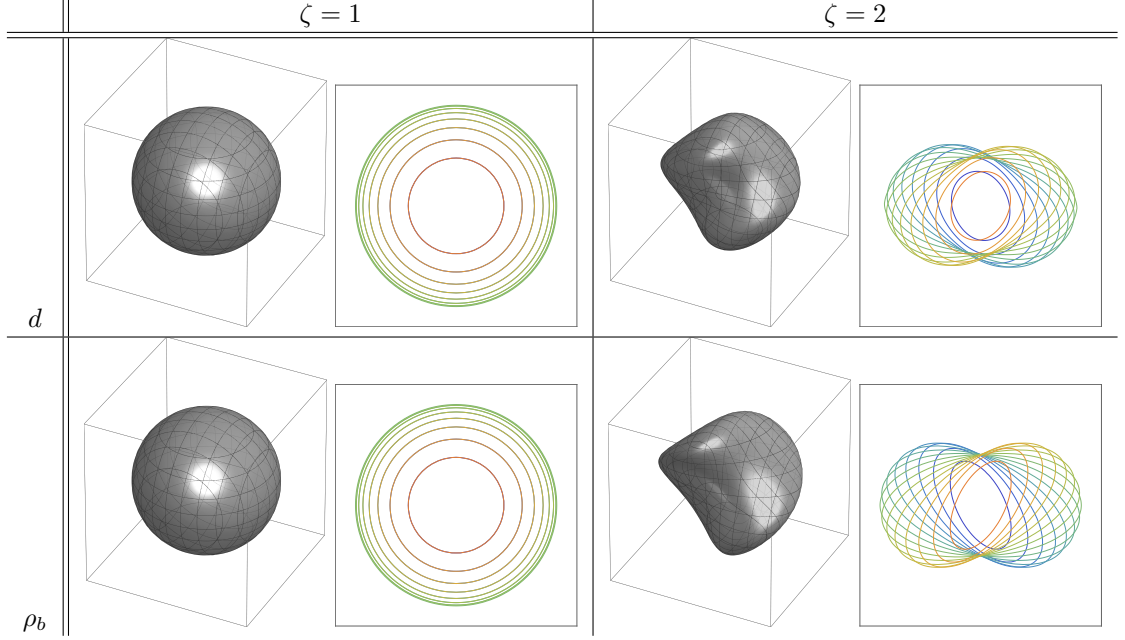 ζ = 1 ζ = 2
d
ρ_b